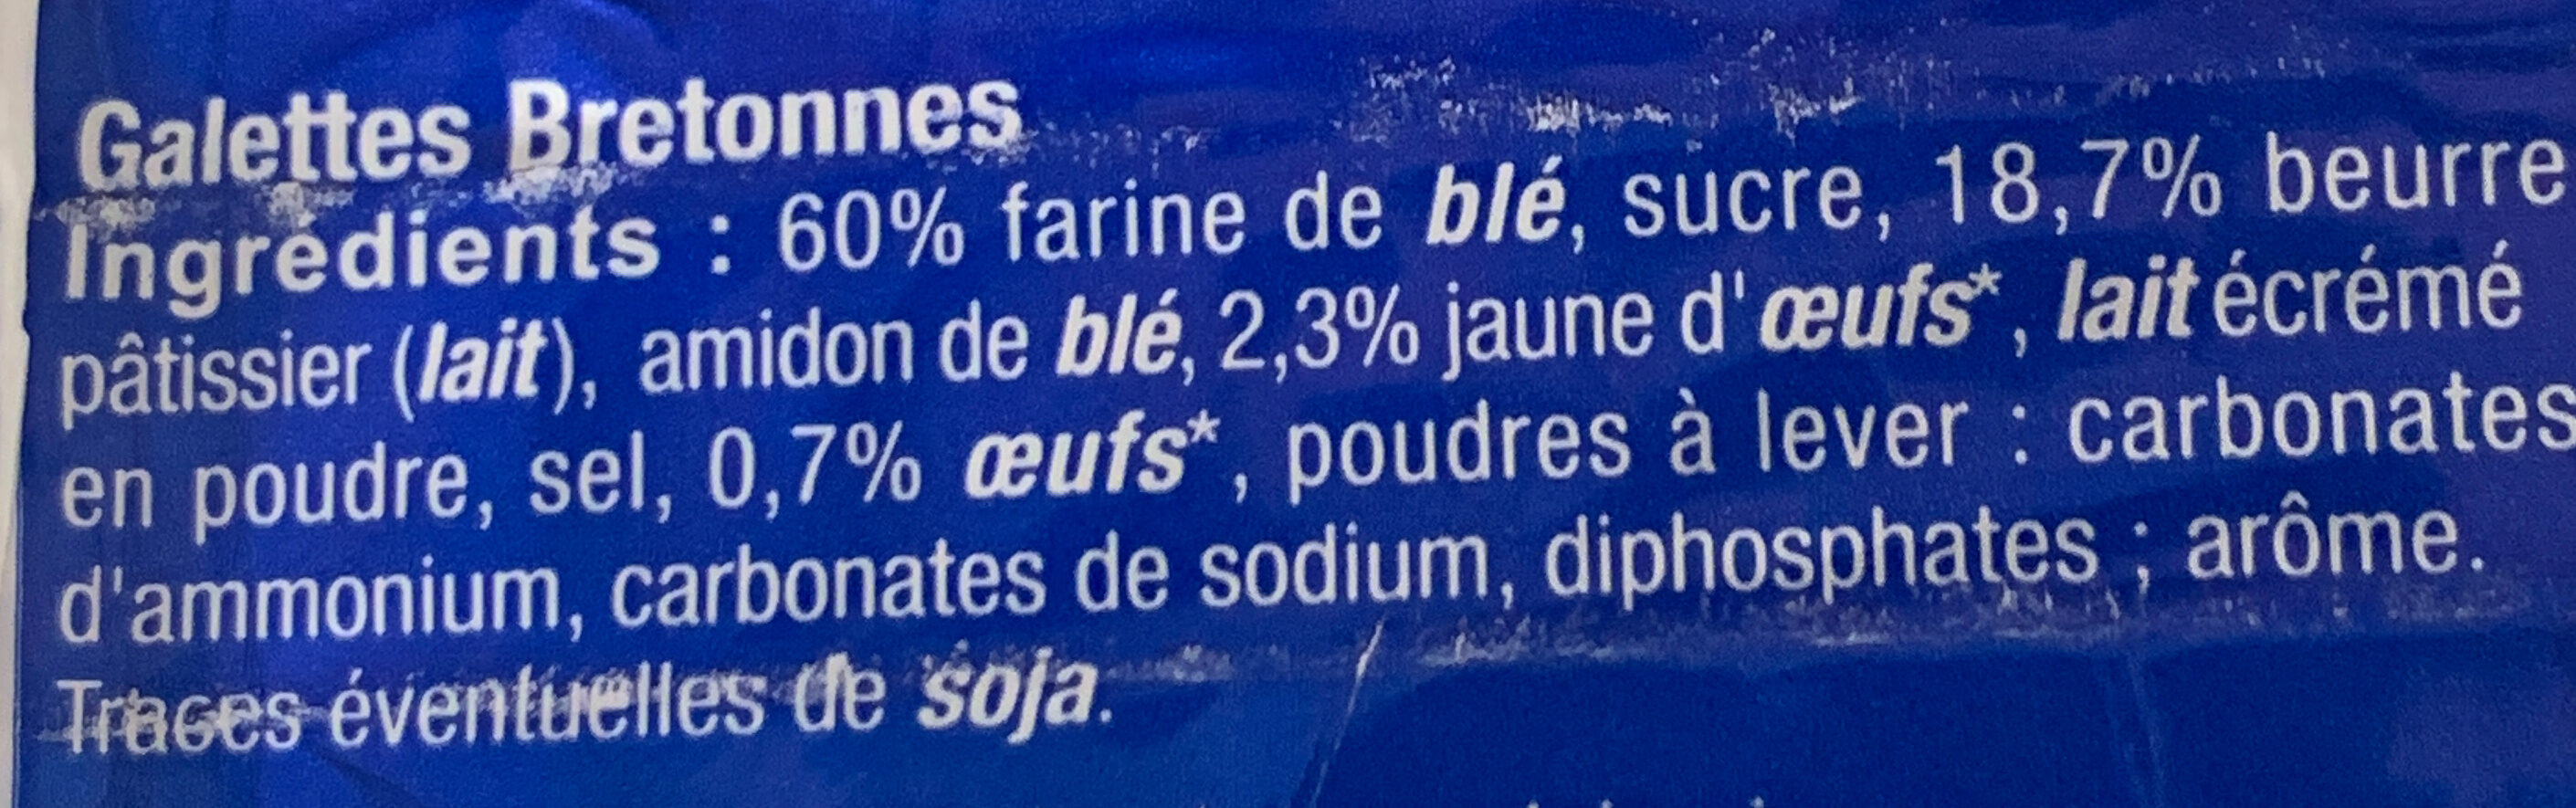 Galettes Bretonnes
Ingrédients : 60% farine de blé, sucre, 18,7% beurre
pâtissier (lait), amidon de blé, 2,3% jaune d'œufs*, lait écrémé
en poudre, sel, 0,7% œufs*, poudres à lever : carbonates
d'ammonium, carbonates de sodium, diphosphates ; arôme.
Traces éventuelles de soja.